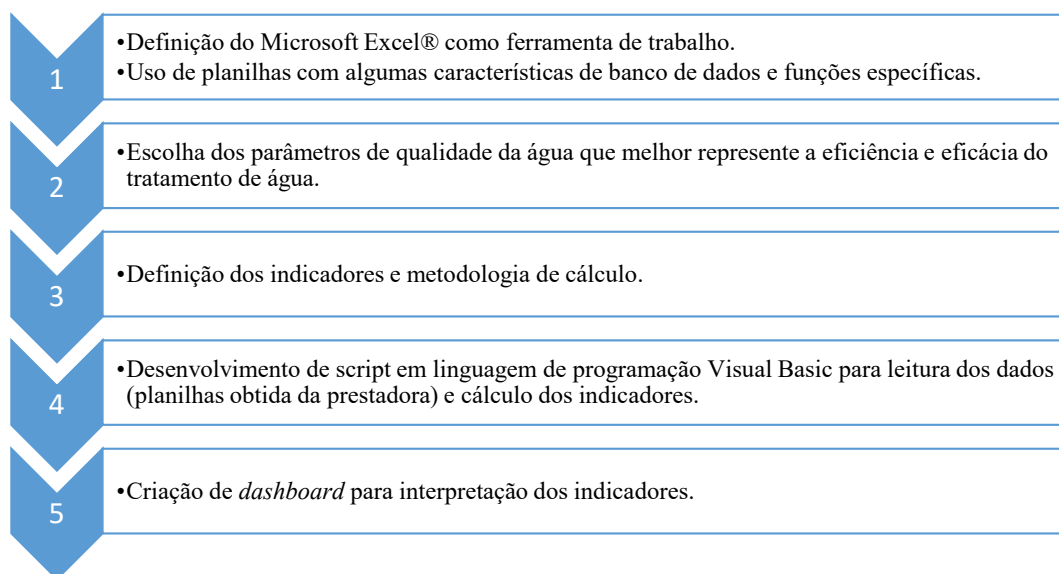 1
•Definição do Microsoft Excel® como ferramenta de trabalho.
•Uso de planilhas com algumas características de banco de dados e funções específicas.
2
•Escolha dos parâmetros de qualidade da água que melhor represente a eficiência e eficácia do
tratamento de água.
3
•Definição dos indicadores e metodologia de cálculo.
4
•Desenvolvimento de script em linguagem de programação Visual Basic para leitura dos dados
(planilhas obtida da prestadora) e cálculo dos indicadores.
5
•Criação de dashboard para interpretação dos indicadores.